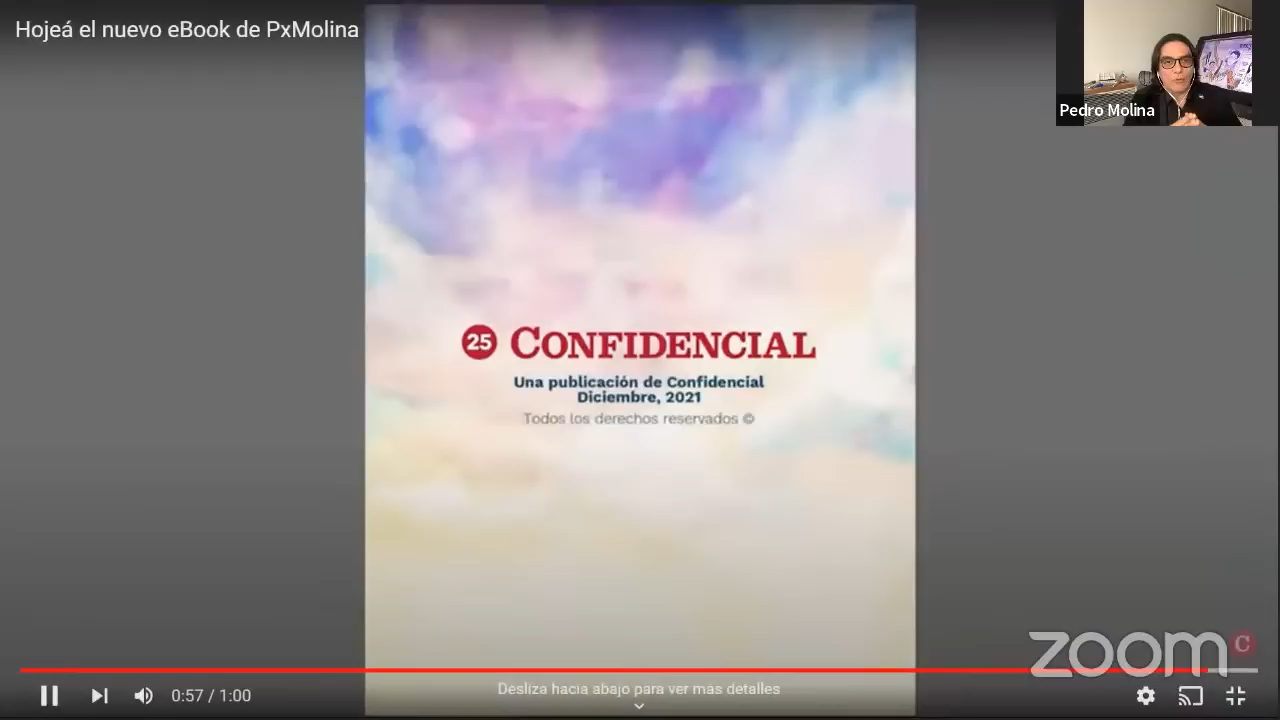 Hojeá el nuevo eBook de PxMolina
Pedro Molina
25 CONFIDENCIAL
Una publicación de Confidencial
Diciembre, 2021
Todos los derechos reservados ©
zoom
C
0:57 / 1:00
Desliza hacia abajo para ver más detalles